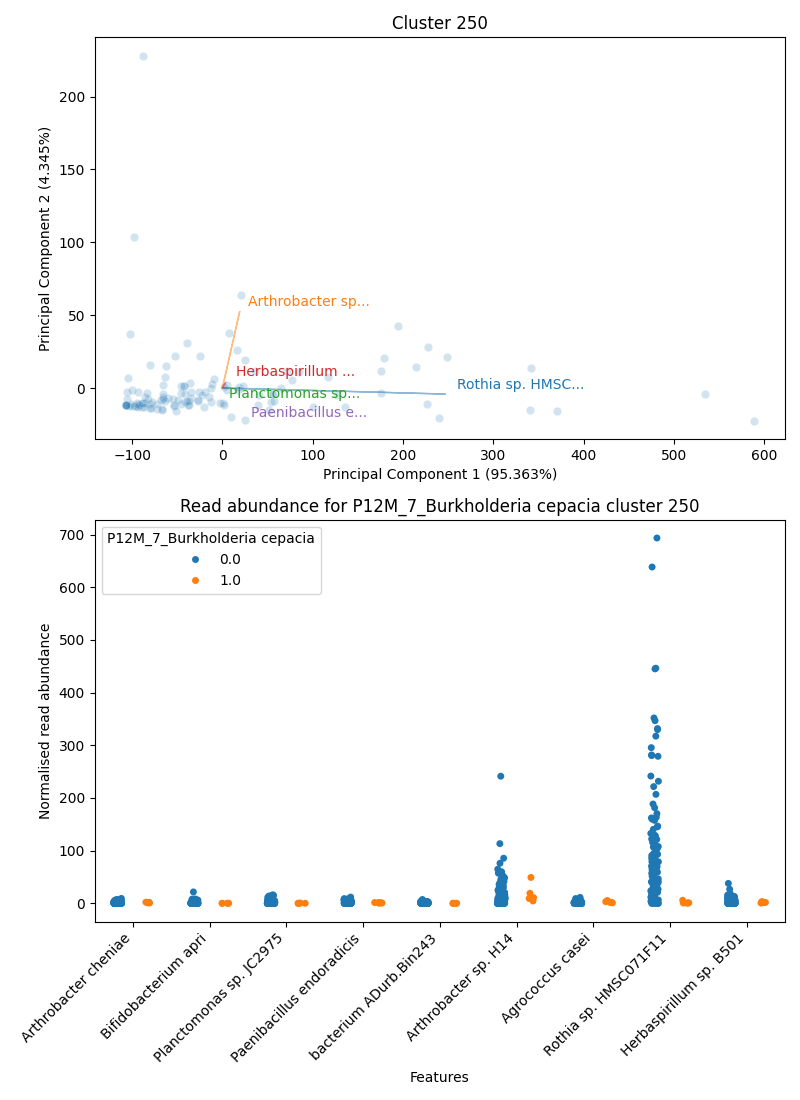 Cluster 250
Principal Component 2 (4.345%)
200
150
100
50
0
Arthrobacter sp...
Herbaspirillum ...
Rothia sp. HMSC...
Planctomonas sp...
Paenibacillus e...
−100
0
100
200
300
400
500
600
Principal Component 1 (95.363%)
Read abundance for P12M_7_Burkholderia cepacia cluster 250
Normalised read abundance
700
600
500
400
300
200
100
0
P12M_7_Burkholderia cepacia
0.0
1.0
Arthrobacter cheniae
Bifidobacterium apri
Planctomonas sp. JC2975
Paenibacillus endoradicis
bacterium ADurb.Bin243
Arthrobacter sp. H14
Agrococcus casei
Rothia sp. HMSC071F11
Herbaspirillum sp. B501
Features